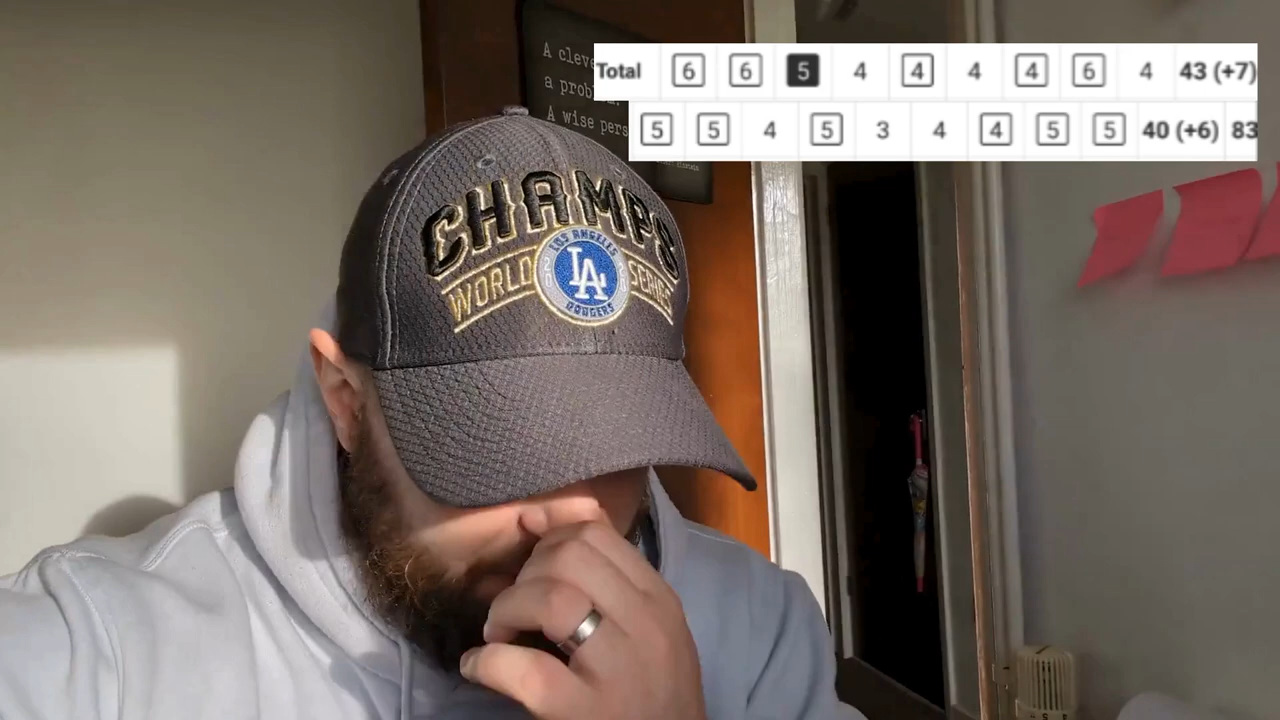 A cleve
a prob
A wise pers
Total 6 6 5 4 4 4 4 6 4 43 (+7)
5 5 4 5 3 4 4 5 5 40 (+6) 83
CHAMPS
WORLD SERIES
LOS ANGELES
LA
DODGERS